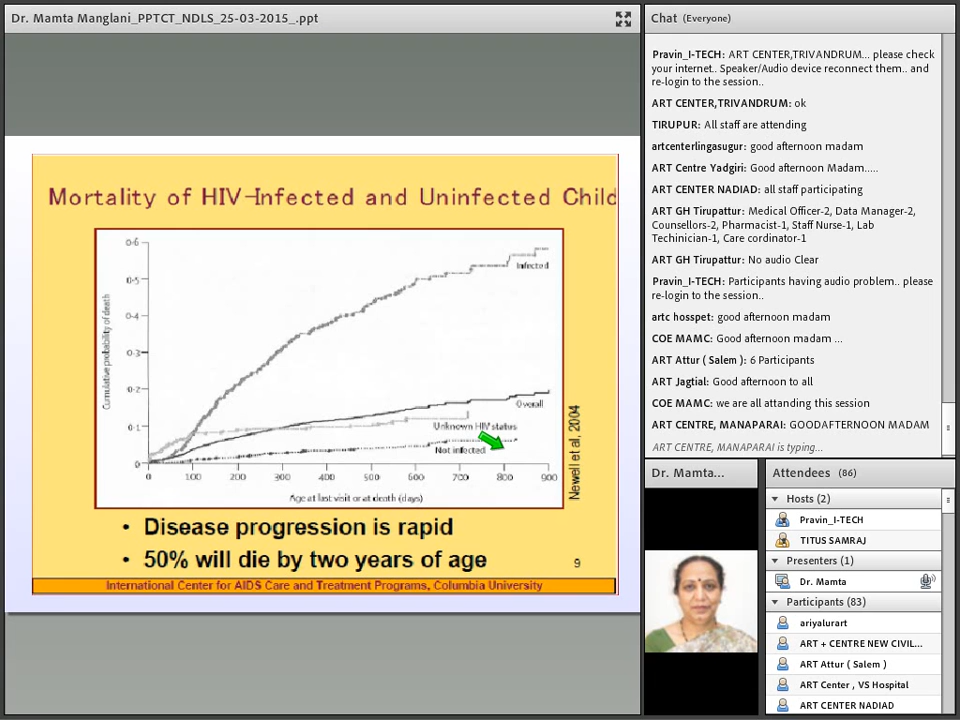 Dr. Mamta Manglani_PPTCT_NDLS_25-03-2015_.ppt
Mortality of HIV-Infected and Uninfected Child
Cumulative probability of death
0·6
0·5
0·4
0·3
0·2
0·1
0
0
100
200
300
400
500
600
700
800
900
Infected
Overall
Unknown HIV status
Not infected
Age at last visit or at death (days)
Newell et al, 2004
• Disease progression is rapid
• 50% will die by two years of age
9
International Center for AIDS Care and Treatment Programs, Columbia University
Chat (Everyone)
Pravin_I-TECH: ART CENTER,TRIVANDRUM... please check
your internet.. Speaker/Audio device reconnect them.. and
re-login to the session..
ART CENTER,TRIVANDRUM: ok
TIRUPUR: All staff are attending
artcenterlingasugur: good afternoon madam
ART Centre Yadgiri: Good afternoon Madam.....
ART CENTER NADIAD: all staff participating
ART GH Tirupattur: Medical Officer-2, Data Manager-2,
Counsellors-2, Pharmacist-1, Staff Nurse-1, Lab
Techinician-1, Care cordinator-1
ART GH Tirupattur: No audio Clear
Pravin_I-TECH: Participants having audio problem.. please
re-login to the session..
artc hosspet: good afternoon madam
COE MAMC: Good afternoon madam ...
ART Attur ( Salem ): 6 Participants
ART Jagtial: Good afternoon to all
COE MAMC: we are all attanding this session
ART CENTRE, MANAPARAI: GOODAFTERNOON MADAM
ART CENTRE, MANAPARAI is typing...
Dr. Mamta...
Attendees (86)
Hosts (2)
Pravin_I-TECH
TITUS SAMRAJ
Presenters (1)
Dr. Mamta
Participants (83)
ariyalurart
ART + CENTRE NEW CIVIL...
ART Attur ( Salem )
ART Center , VS Hospital
ART CENTER NADIAD